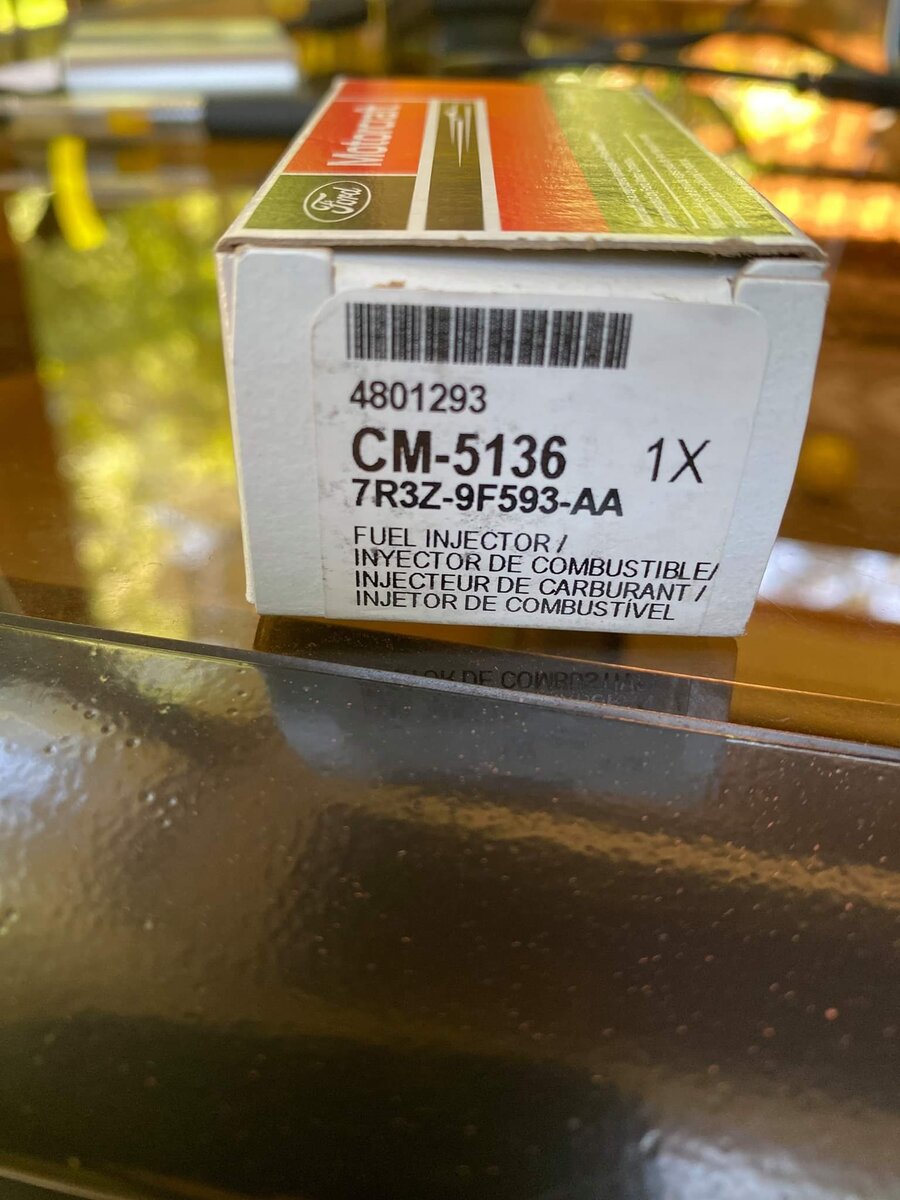 Motorcraft
Ford
4801293
CM-5136 1X
7R3Z-9F593-AA
FUEL INJECTOR /
INYECTOR DE COMBUSTIBLE/
INJECTEUR DE CARBURANT /
INJETOR DE COMBUSTÍVEL